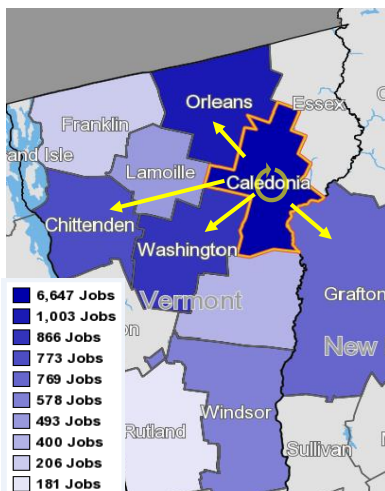 Orleans
Essex
Franklin
and Isle
Lamoille
Caledonia
Chittenden
Washington
Grafton
Vermont
New
on
Windsor
Rutland
Sullivan
6,647 Jobs
1,003 Jobs
866 Jobs
773 Jobs
769 Jobs
578 Jobs
493 Jobs
400 Jobs
206 Jobs
181 Jobs